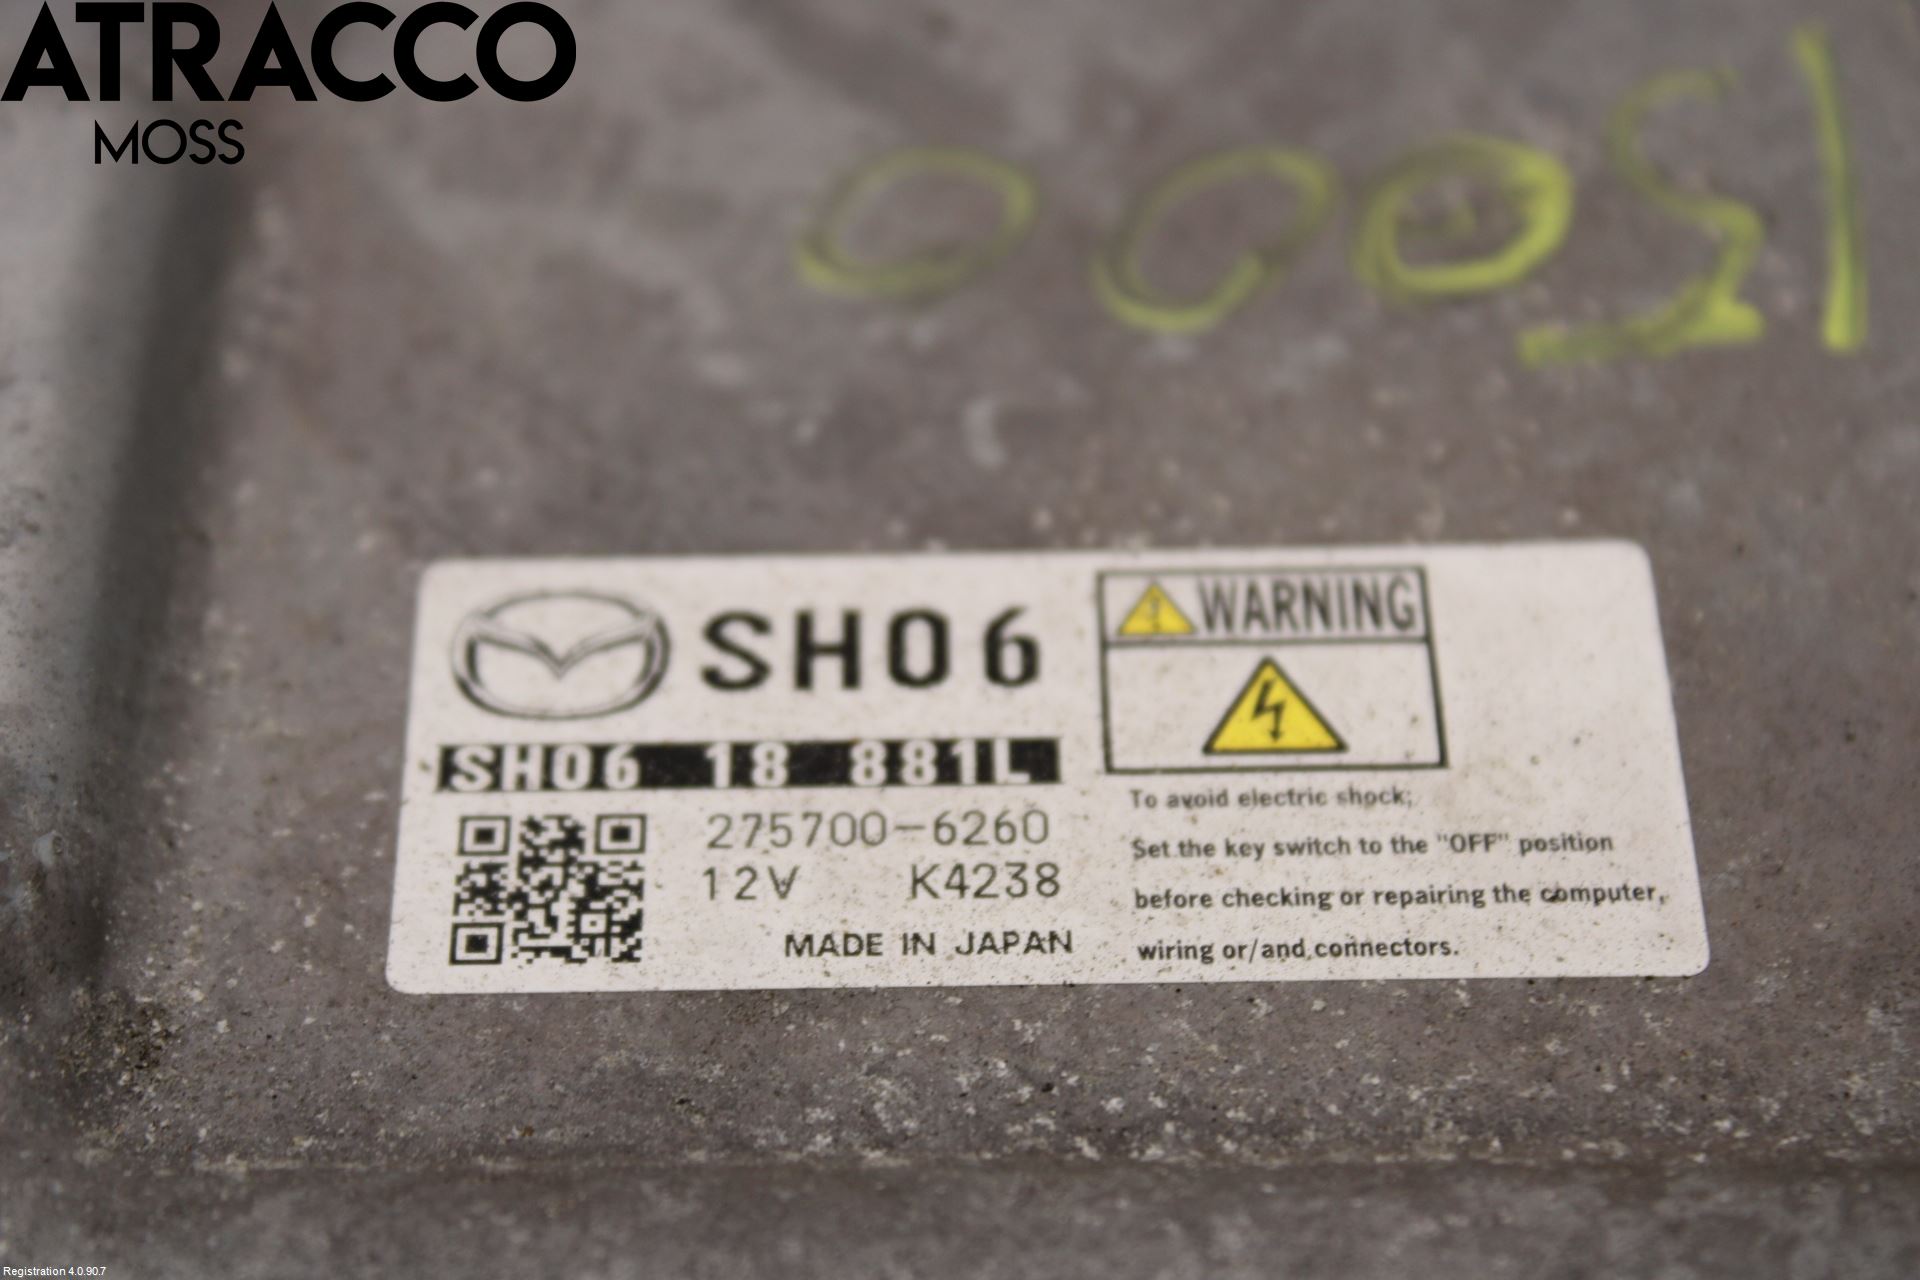 ATRACCO
MOSS
15000
SH06
WARNING
SH06 18 881L
275700-6260
12V K4238
MADE IN JAPAN
To avoid electric shock;
Set the key switch to the "OFF" position
before checking or repairing the computer,
wiring or/and connectors.
Registration 4.0.90.7